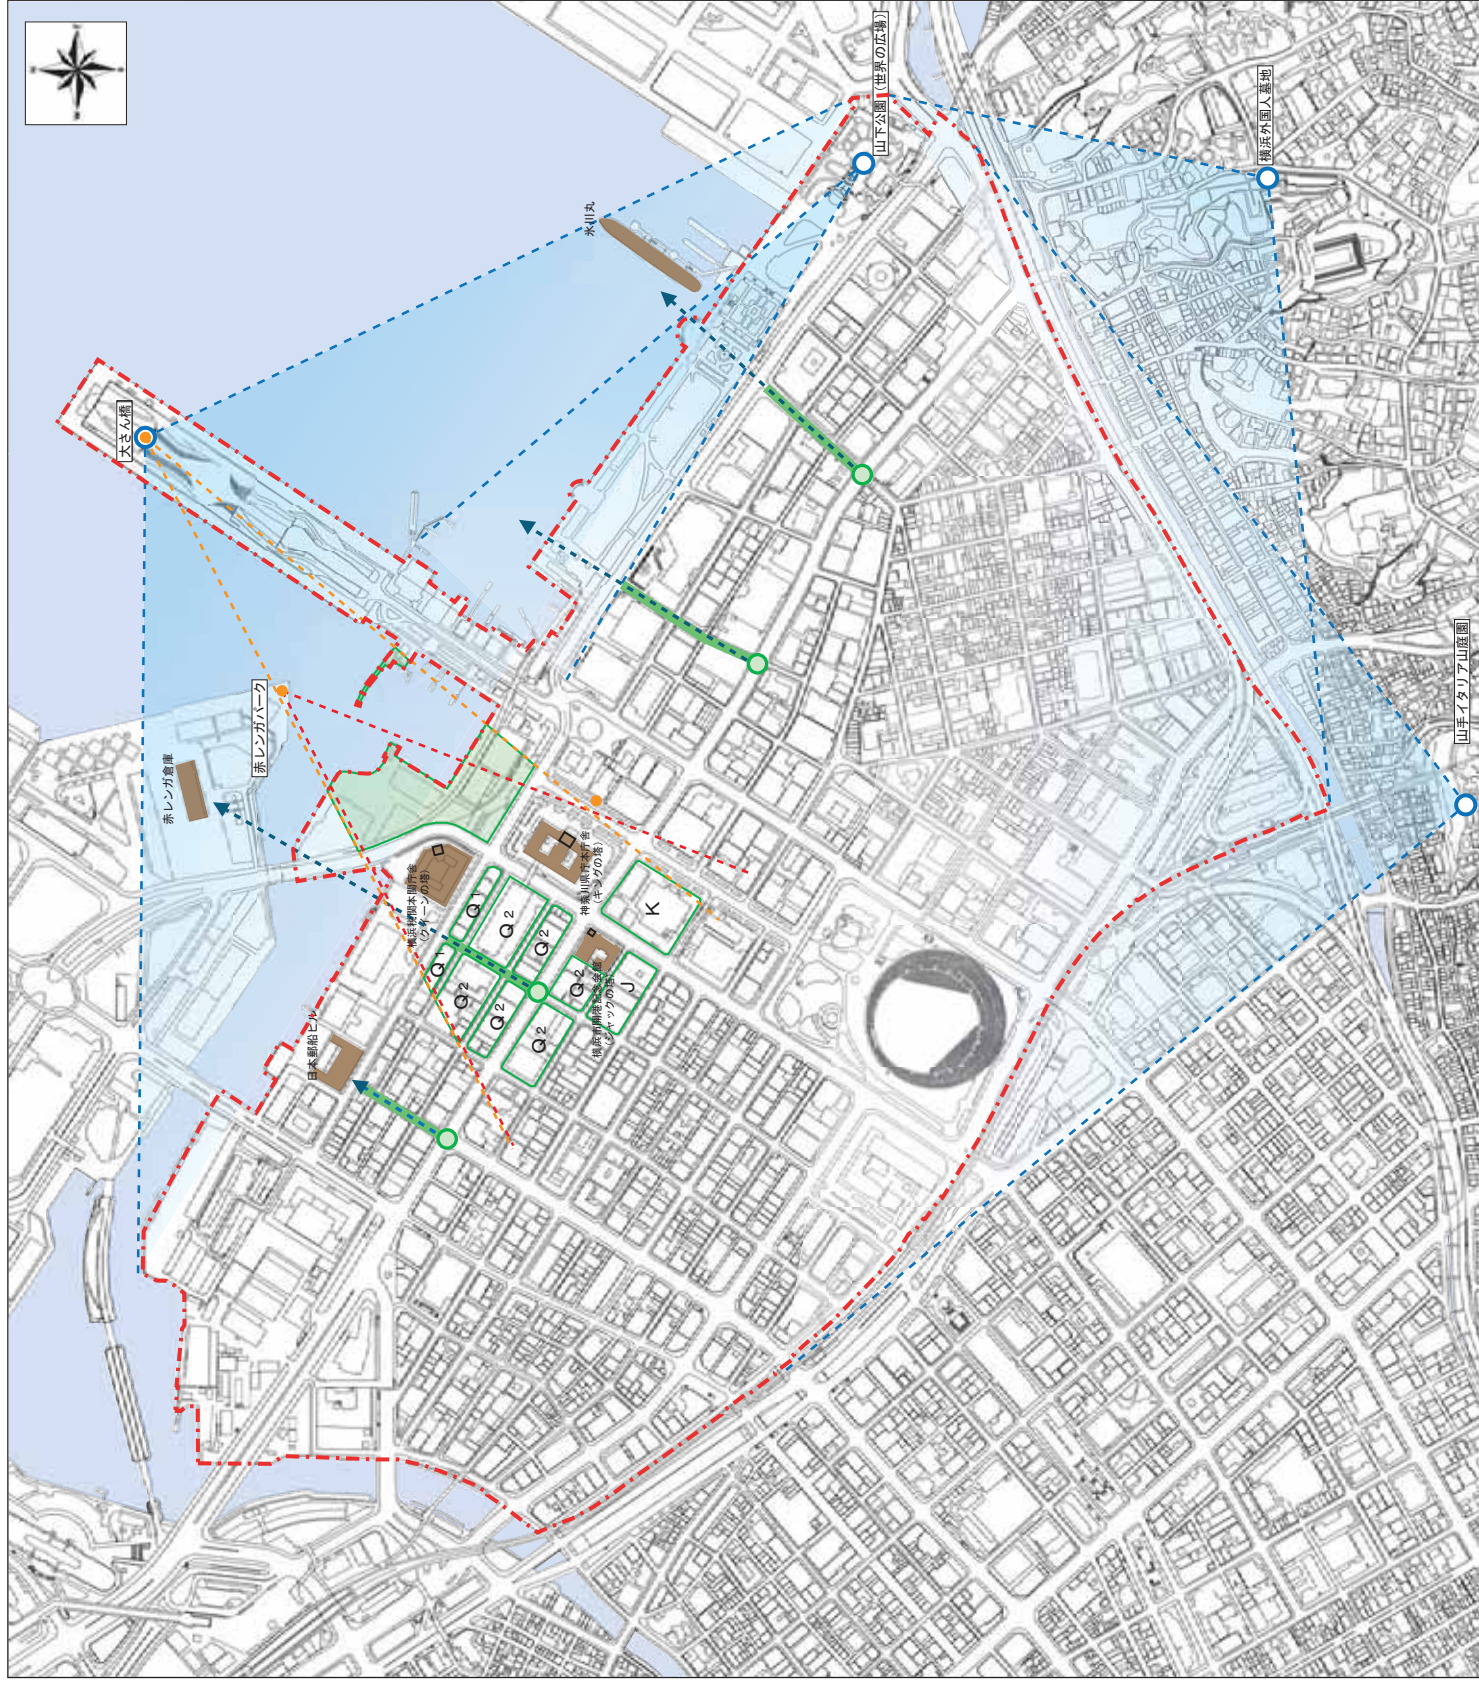 大さん橋
赤レンガパーク
赤レンガ倉庫
氷川丸
山下公園（世界の広場）
横浜外国人墓地
山手イタリア山庭園
日本郵船ビル
横浜税関本関庁舎
（クイーンの塔）
神奈川県庁本庁舎
（キングの塔）
横浜市開港記念会館
（ジャックの塔）
Q1
Q1
Q2
Q2
Q2
Q2
Q2
Q2
K
J